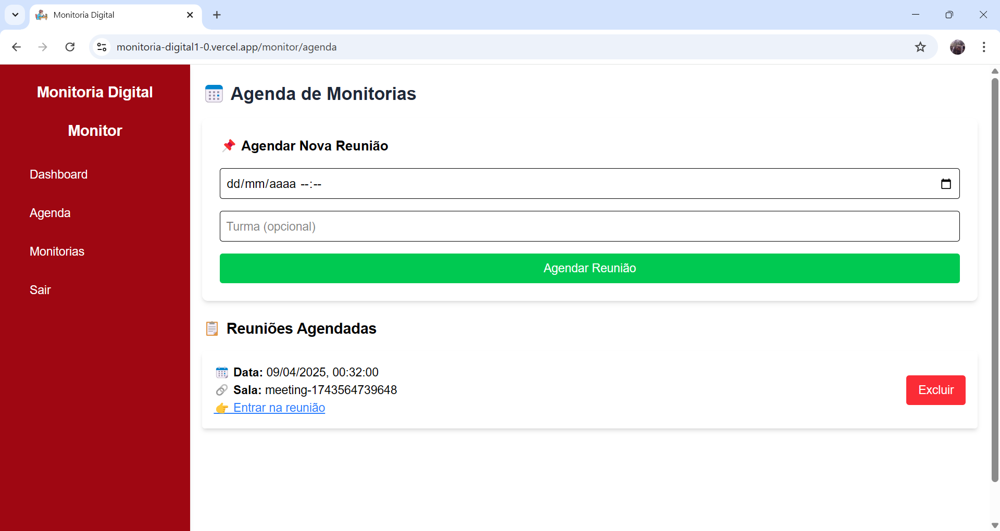 Monitoria Digital
monitoria-digital1-0.vercel.app/monitor/agenda
Monitoria Digital
Monitor
Dashboard
Agenda
Monitorias
Sair
Agenda de Monitorias
Agendar Nova Reunião
dd/mm/aaaa --:--
Turma (opcional)
Agendar Reunião
Reuniões Agendadas
Data: 09/04/2025, 00:32:00
Sala: meeting-1743564739648
Entrar na reunião
Excluir